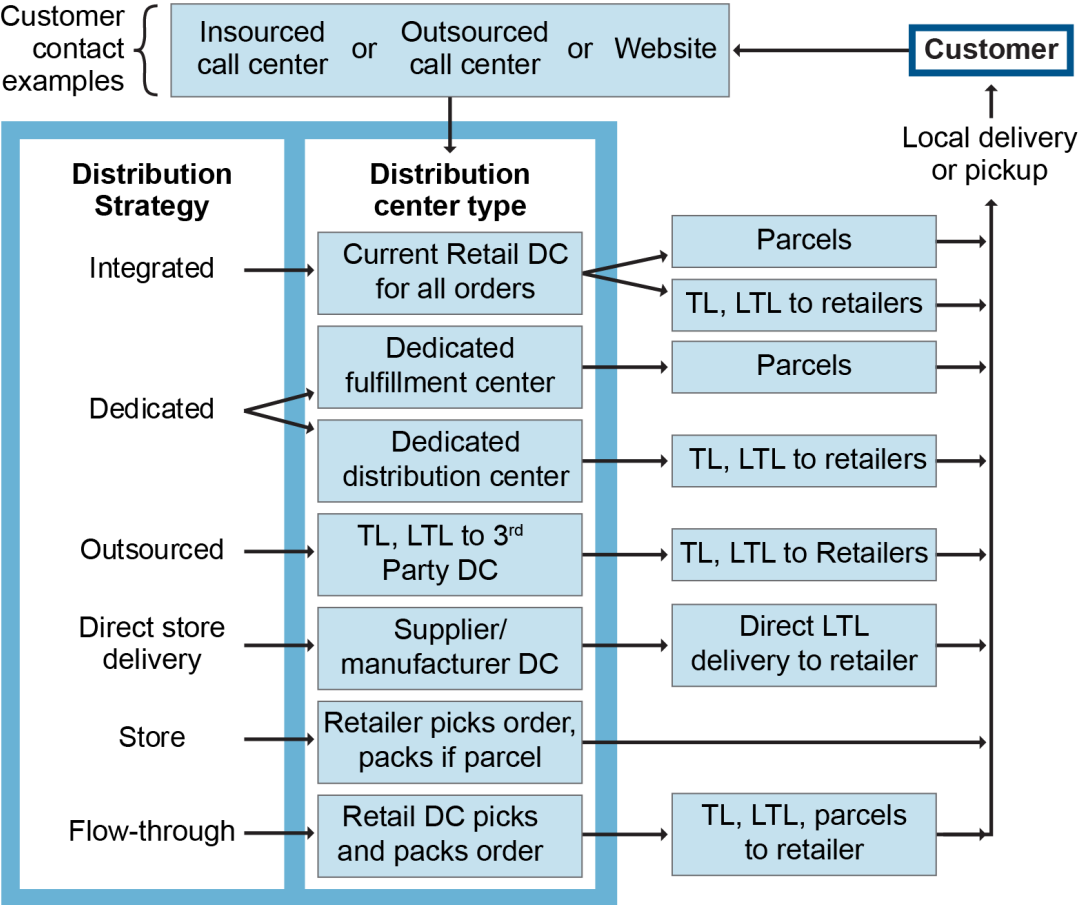 Customer
contact
examples
Insourced
call center
or
Outsourced
call center
or
Website
Customer
Local delivery
or pickup
Distribution
Strategy
Distribution
center type
Integrated
Current Retail DC
for all orders
Parcels
TL, LTL to retailers
Dedicated
Dedicated
fulfillment center
Parcels
Dedicated
distribution center
TL, LTL to retailers
Outsourced
TL, LTL to 3rd
Party DC
TL, LTL to Retailers
Direct store
delivery
Supplier/
manufacturer DC
Direct LTL
delivery to retailer
Store
Retailer picks order,
packs if parcel
Flow-through
Retail DC picks
and packs order
TL, LTL, parcels
to retailer